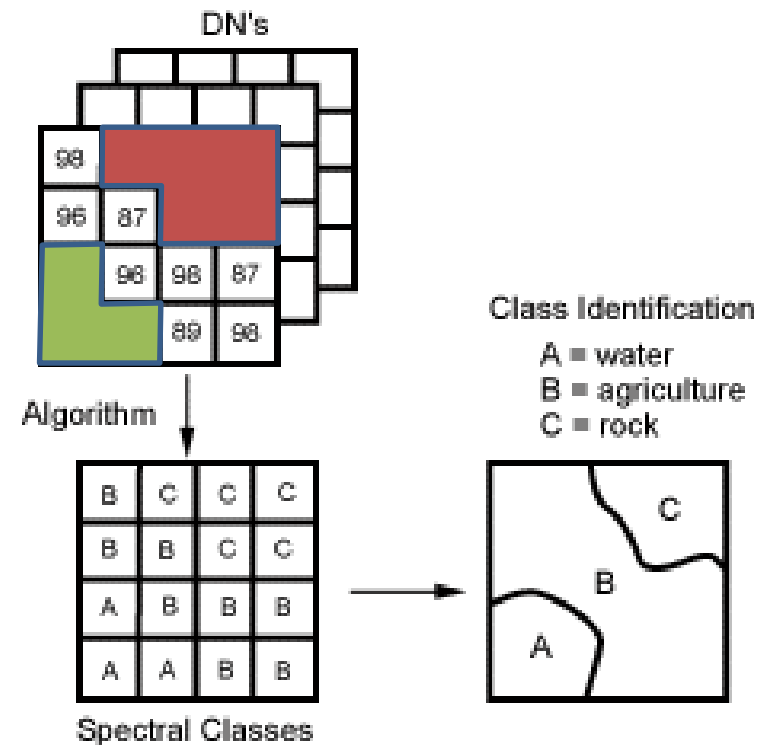 DN's
98
96 87
96 98 87
89 98
Algorithm
Class Identification
A = water
B = agriculture
C = rock
B C C C
B B C C
A B B B
A A B B
Spectral Classes
C
B
A